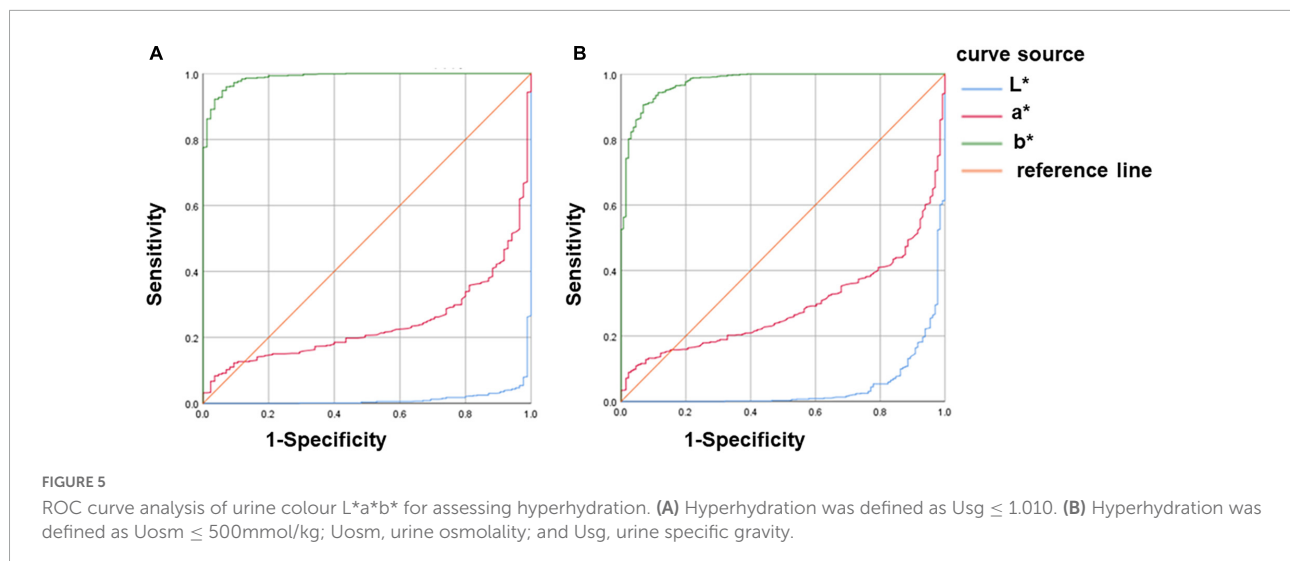 A
B
curve source
L*
a*
b*
reference line
1.0
0.8
0.6
0.4
0.2
0.0
0.0 0.2 0.4 0.6 0.8 1.0
Sensitivity
1-Specificity
1.0
0.8
0.6
0.4
0.2
0.0
0.0 0.2 0.4 0.6 0.8 1.0
Sensitivity
1-Specificity
FIGURE 5
ROC curve analysis of urine colour L*a*b* for assessing hyperhydration. (A) Hyperhydration was defined as Usg ≤ 1.010. (B) Hyperhydration was
defined as Uosm ≤ 500mmol/kg; Uosm, urine osmolality; and Usg, urine specific gravity.